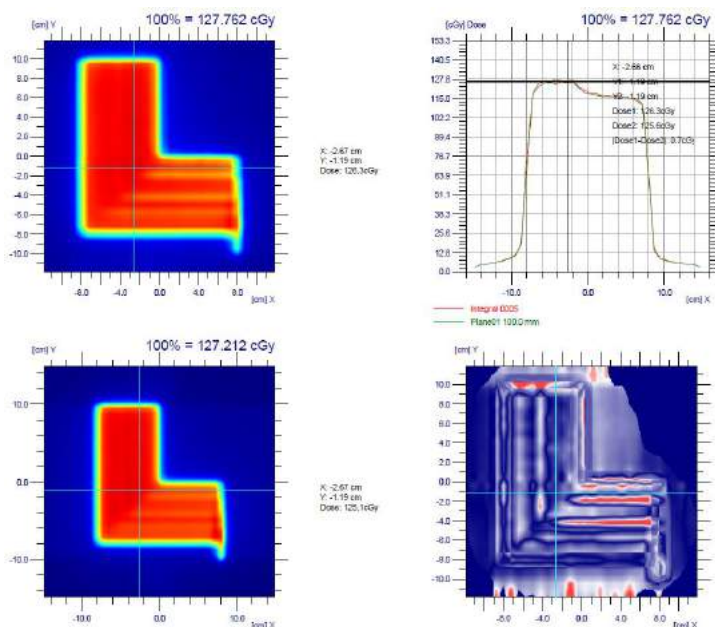 [cm] Y
100% = 127.762 cGy
10.0
8.0
6.0
4.0
2.0
0.0
-2.0
-4.0
-6.0
-8.0
-10.0
-8.0
-4.0
0.0
4.0
8.0
[cm] X
X: -2.67 cm
Y: -1.19 cm
Dose: 126.3cGy
[cGy] Dose
100% = 127.762 cGy
153.3
127.8
115.0
102.2
89.4
76.7
63.9
51.1
38.3
25.6
12.8
0.0
-10.0
0.0
10.0
[cm] X
X: -2.66 cm
Y2: -1.19 cm
Dose1: 126.3cGy
Dose2: 125.6cGy
|Dose1-Dose2|: 0.7cGy
Integral 0005
Plane01 100.0 mm
[cm] Y
100% = 127.212 cGy
10.0
0.0
-10.0
-10.0
0.0
10.0
[cm] X
X: -2.67 cm
Y: -1.19 cm
Dose: 125.1cGy
[cm] Y
10.0
8.0
6.0
4.0
2.0
0.0
-2.0
-4.0
-6.0
-8.0
-10.0
-8.0
-4.0
0.0
4.0
8.0
[cm] X